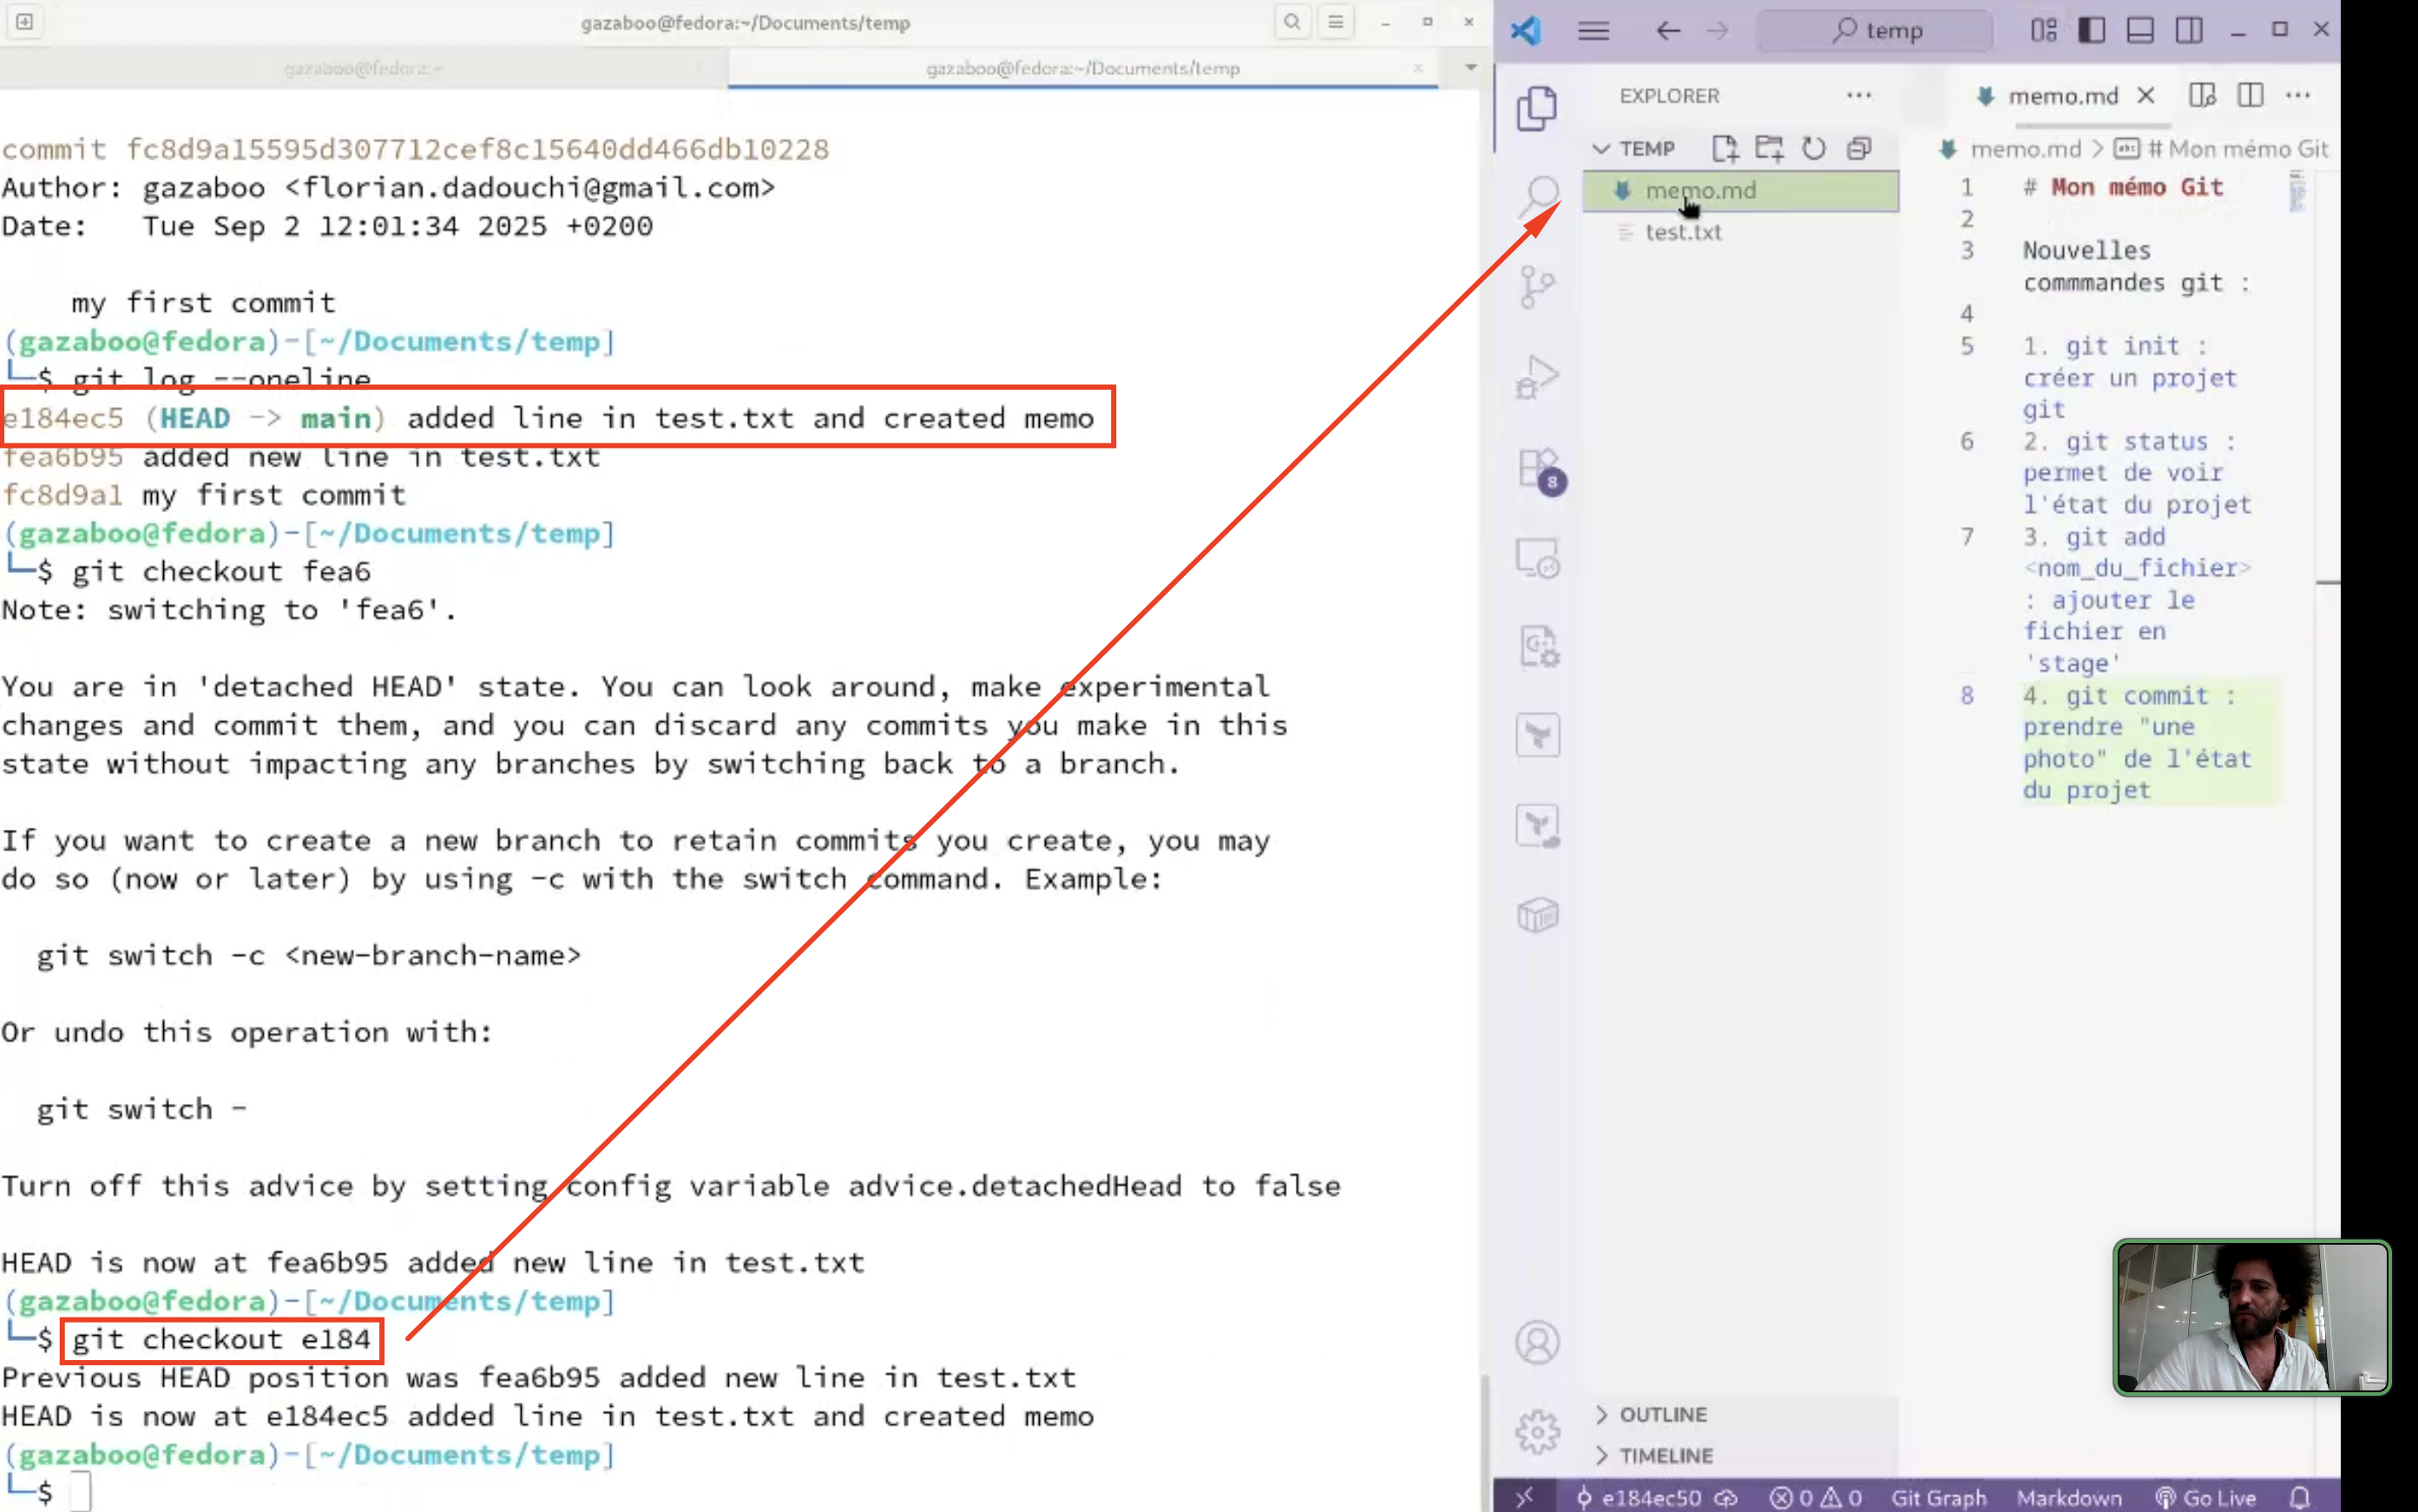 gazaboo@fedora:~/Documents/temp
gazaboo@fedora:~
gazaboo@fedora:~/Documents/temp
commit fc8d9a15595d307712cef8c15640dd466db10228
Author: gazaboo <florian.dadouchi@gmail.com>
Date:   Tue Sep 2 12:01:34 2025 +0200
my first commit
(gazaboo@fedora)-[~/Documents/temp]
└─$ git log --oneline
e184ec5 (HEAD -> main) added line in test.txt and created memo
fea6b95 added new line in test.txt
fc8d9a1 my first commit
(gazaboo@fedora)-[~/Documents/temp]
└─$ git checkout fea6
Note: switching to 'fea6'.
You are in 'detached HEAD' state. You can look around, make experimental
changes and commit them, and you can discard any commits you make in this
state without impacting any branches by switching back to a branch.
If you want to create a new branch to retain commits you create, you may
do so (now or later) by using -c with the switch command. Example:
git switch -c <new-branch-name>
Or undo this operation with:
git switch -
Turn off this advice by setting config variable advice.detachedHead to false
HEAD is now at fea6b95 added new line in test.txt
(gazaboo@fedora)-[~/Documents/temp]
└─$ git checkout e184
Previous HEAD position was fea6b95 added new line in test.txt
HEAD is now at e184ec5 added line in test.txt and created memo
(gazaboo@fedora)-[~/Documents/temp]
└─$
temp
EXPLORER
TEMP
memo.md
test.txt
8
OUTLINE
TIMELINE
memo.md
memo.md > # Mon mémo Git
1 # Mon mémo Git
2
3 Nouvelles
commmandes git :
4
5 1. git init :
créer un projet
git
6 2. git status :
permet de voir
l'état du projet
7 3. git add
<nom_du_fichier>
: ajouter le
fichier en
'stage'
8 4. git commit :
prendre "une
photo" de l'état
du projet
e184ec50 0 0 Git Graph Markdown Go Live